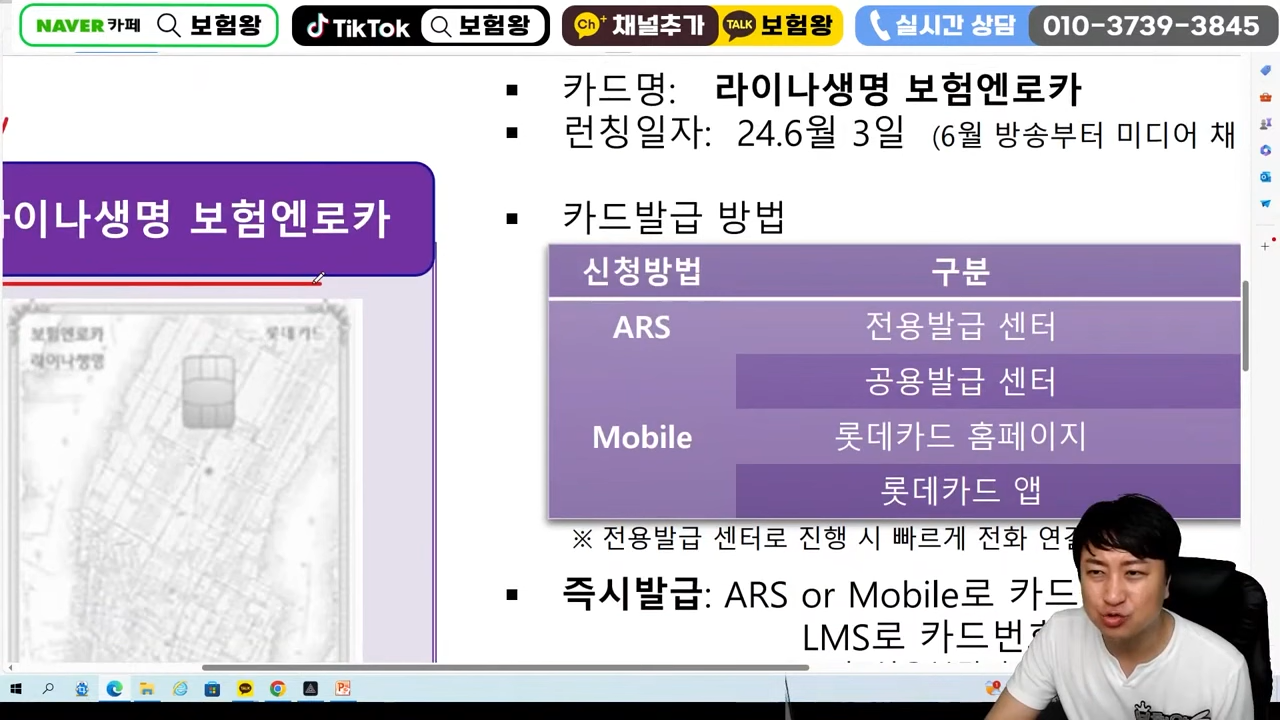 NAVER 카페 보험왕 TikTok 보험왕 Ch+ 채널추가 TALK 보험왕 실시간 상담 010-3739-3845
카드명: 라이나생명 보험엔로카
런칭일자: 24.6월 3일 (6월 방송부터 미디어 채
이나생명 보험엔로카
보험엔로카 롯데카드
라이나생명
카드발급 방법
신청방법 구분
ARS 전용발급 센터
공용발급 센터
Mobile 롯데카드 홈페이지
롯데카드 앱
※ 전용발급 센터로 진행 시 빠르게 전화 연결
즉시발급: ARS or Mobile로 카드
LMS로 카드번호